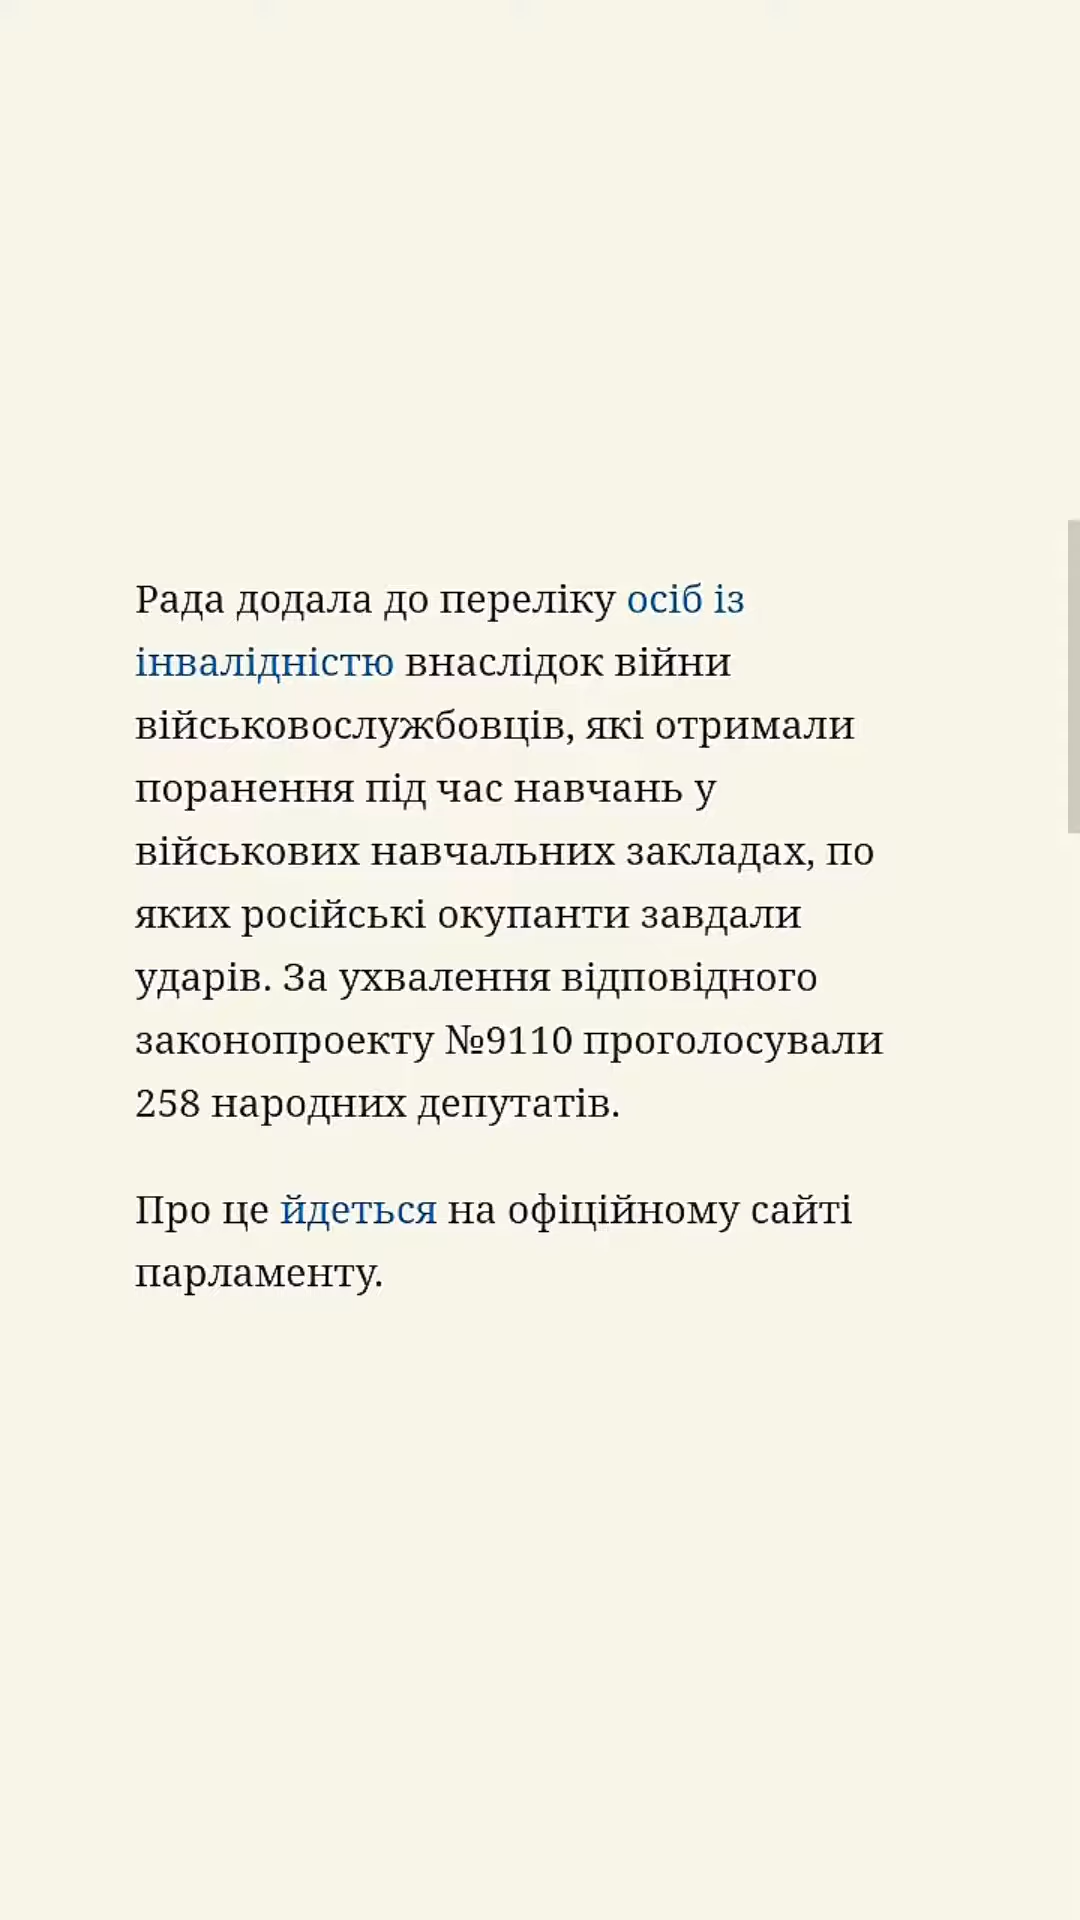 Рада додала до переліку осіб із
інвалідністю внаслідок війни
військовослужбовців, які отримали
поранення під час навчань у
військових навчальних закладах, по
яких російські окупанти завдали
ударів. За ухвалення відповідного
законопроекту №9110 проголосували
258 народних депутатів.
Про це йдеться на офіційному сайті
парламенту.